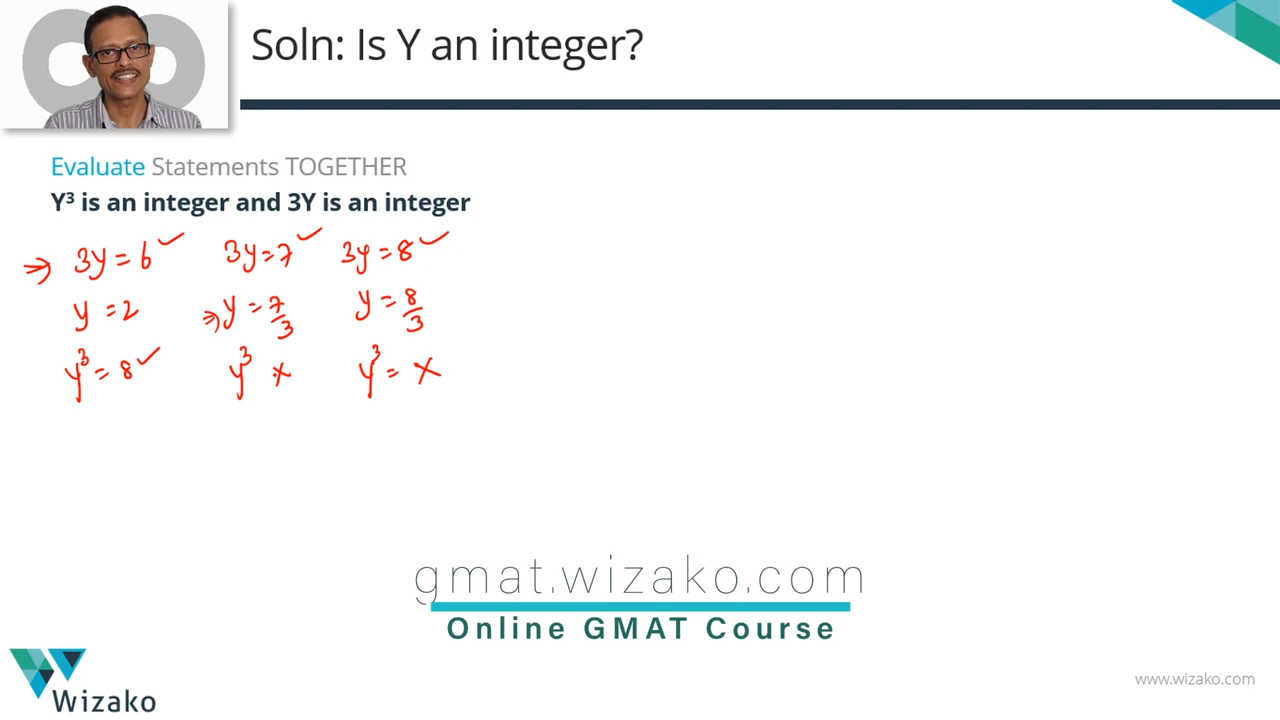 Soln: Is Y an integer?
Evaluate Statements TOGETHER
Y³ is an integer and 3Y is an integer
⇒ 3y = 6 ✓ 3y = 7 ✓ 3y = 8 ✓
y = 2 ⇒ y = 7/3 y = 8/3
y³ = 8 ✓ y³ × y³ = ×
gmat.wizako.com
Online GMAT Course
Wizako
www.wizako.com